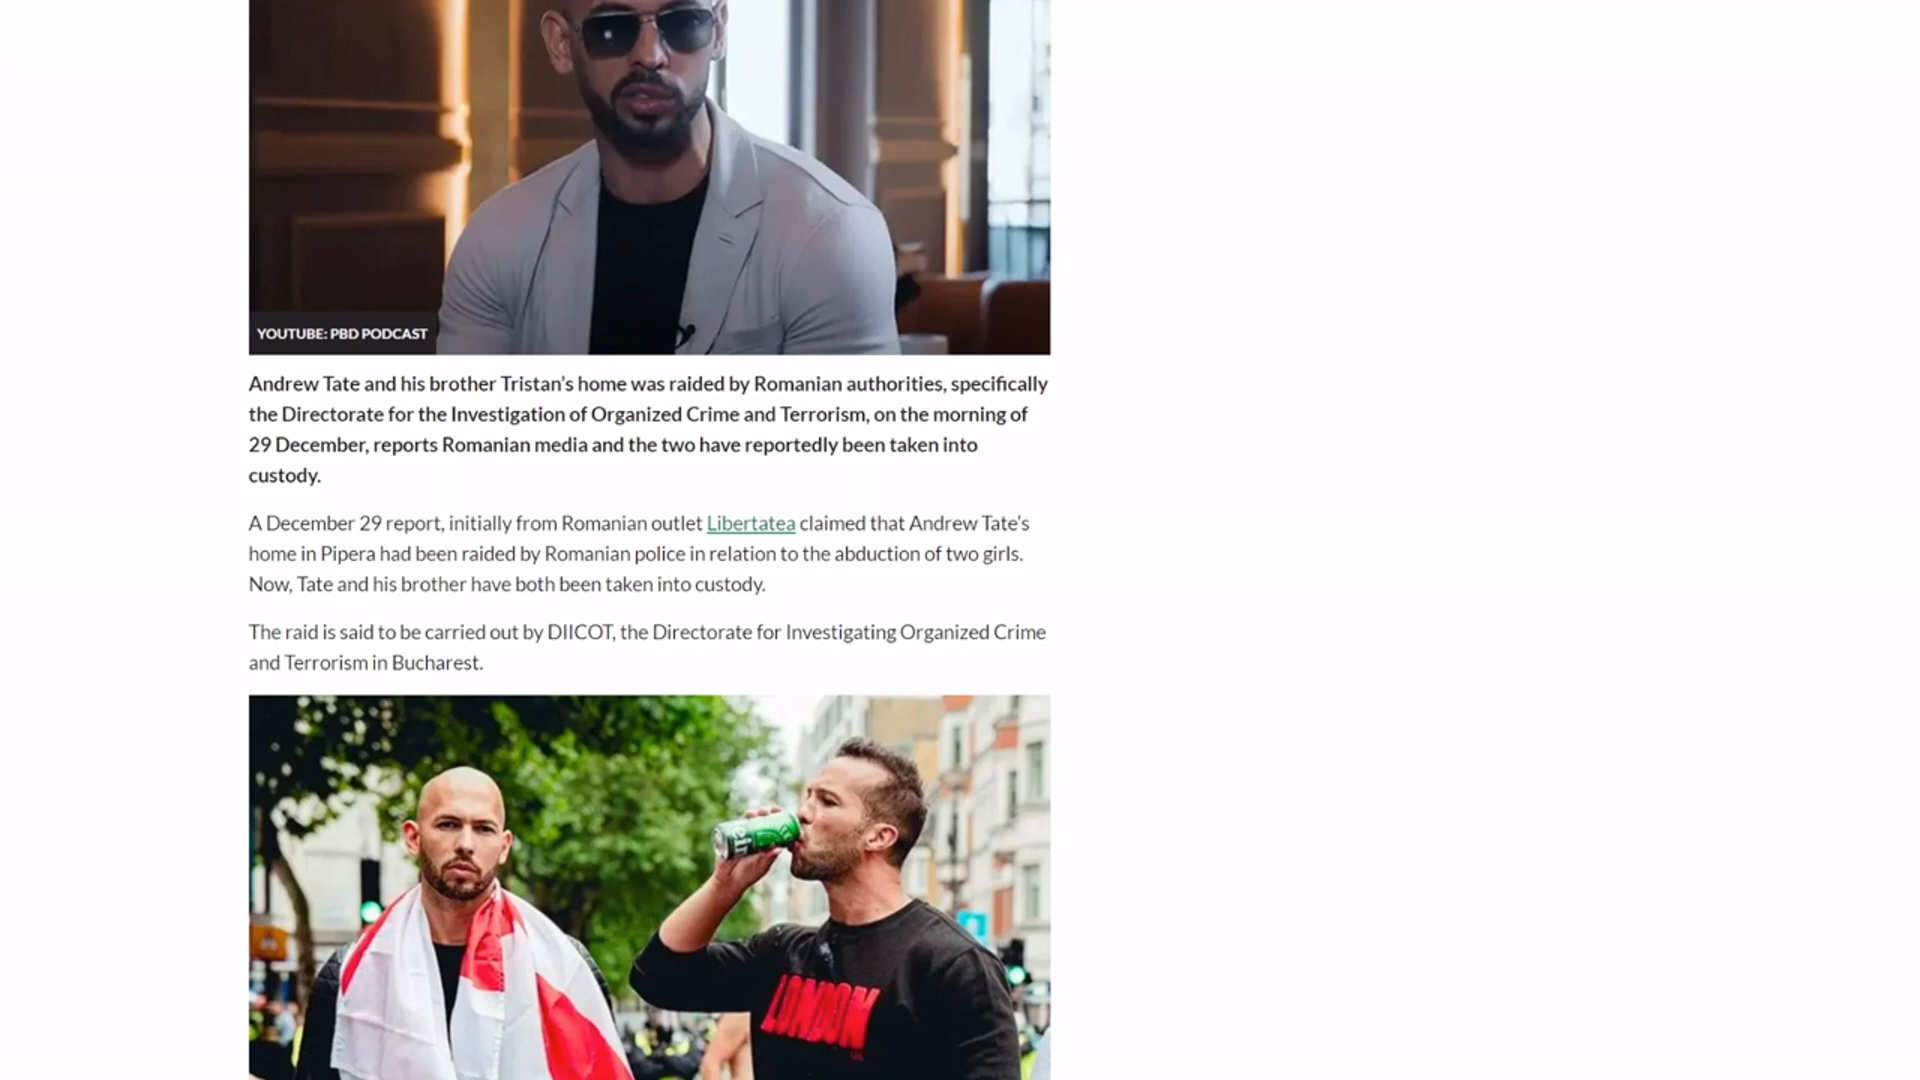 YOUTUBE: PBD PODCAST
Andrew Tate and his brother Tristan's home was raided by Romanian authorities, specifically
the Directorate for the Investigation of Organized Crime and Terrorism, on the morning of
29 December, reports Romanian media and the two have reportedly been taken into
custody.
A December 29 report, initially from Romanian outlet Libertatea claimed that Andrew Tate's
home in Pipera had been raided by Romanian police in relation to the abduction of two girls.
Now, Tate and his brother have both been taken into custody.
The raid is said to be carried out by DIICOT, the Directorate for Investigating Organized Crime
and Terrorism in Bucharest.
LONDON